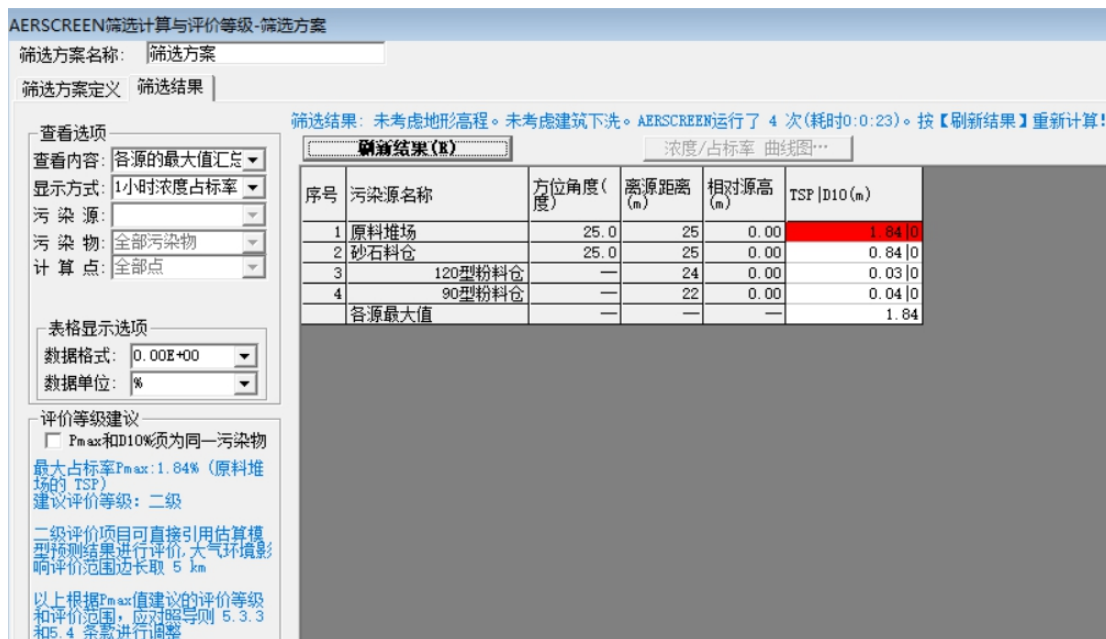 AERSCREEN筛选计算与评价等级-筛选方案
筛选方案名称: 筛选方案
筛选方案定义 筛选结果
筛选结果: 未考虑地形高程。未考虑建筑下洗。AERSCREEN运行了 4 次(耗时0:0:23)。按【刷新结果】重新计算!
查看选项
查看内容: 各源的最大值汇总
显示方式: 1小时浓度占标率
污 染 源:
污 染 物: 全部污染物
计 算 点: 全部点
表格显示选项
数据格式: 0.00E+00
数据单位: %
评价等级建议
Pmax和D10%须为同一污染物
最大占标率Pmax:1.84% (原料堆
场的 TSP)
建议评价等级: 二级
二级评价项目可直接引用估算模
型预测结果进行评价,大气环境影
响评价范围边长取 5 km
以上根据Pmax值建议的评价等级
和评价范围, 应对照导则 5.3.3
和5.4 条款进行调整
刷新结果(R) 浓度/占标率 曲线图…
序号 污染源名称 方位角度(度) 离源距离(m) 相对源高(m) TSP|D10(m)
1 原料堆场 25.0 25 0.00 1.84|0
2 砂石料仓 25.0 25 0.00 0.84|0
3 120型粉料仓 — 24 0.00 0.03|0
4 90型粉料仓 — 22 0.00 0.04|0
各源最大值 — — — 1.84